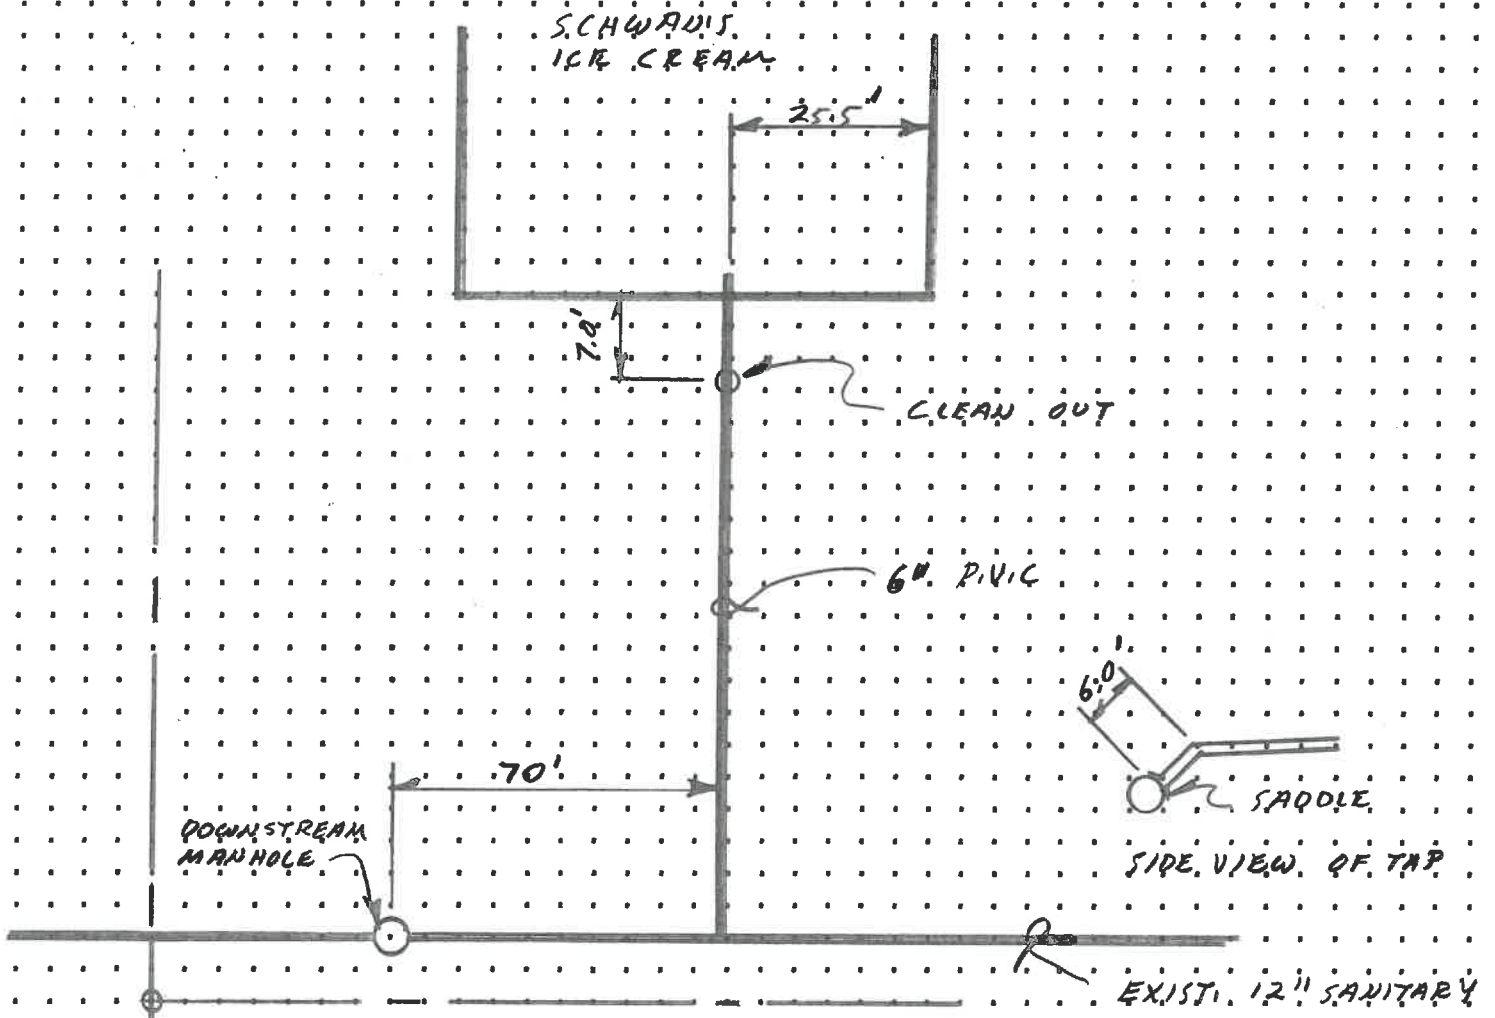 SCHWAN'S
ICE CREAM
25.5'
7.0'
CLEAN OUT
6" P.V.C
6.0'
70'
SADDLE
DOWNSTREAM
MANHOLE
SIDE VIEW OF TAP
EXIST. 12" SANITARY